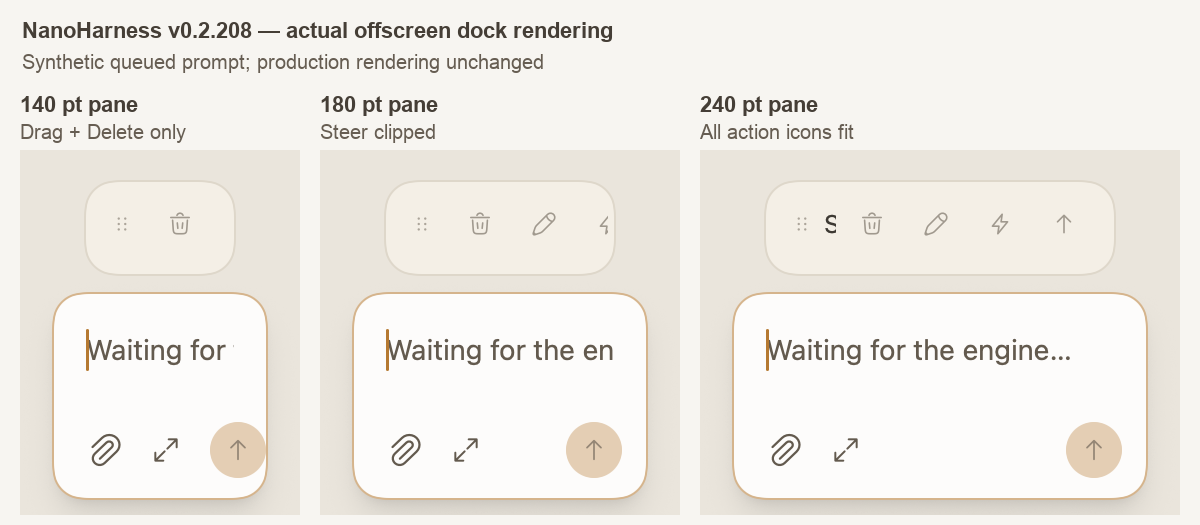 NanoHarness v0.2.208 — actual offscreen dock rendering
Synthetic queued prompt; production rendering unchanged
140 pt pane
Drag + Delete only
180 pt pane
Steer clipped
240 pt pane
All action icons fit
S
Waiting for
Waiting for the en
Waiting for the engine...